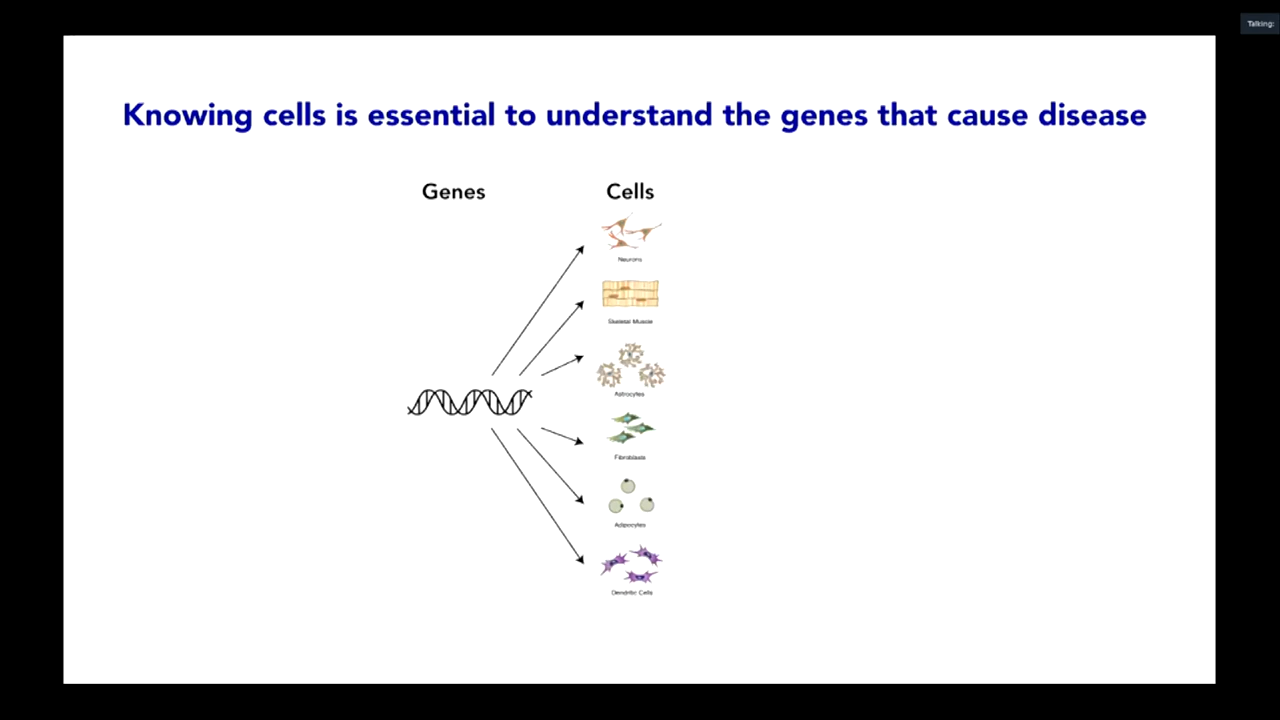 Talking:
Knowing cells is essential to understand the genes that cause disease
Genes Cells
Neurons
Skeletal Muscle
Astrocytes
Fibroblasts
Adipocytes
Dendritic Cells